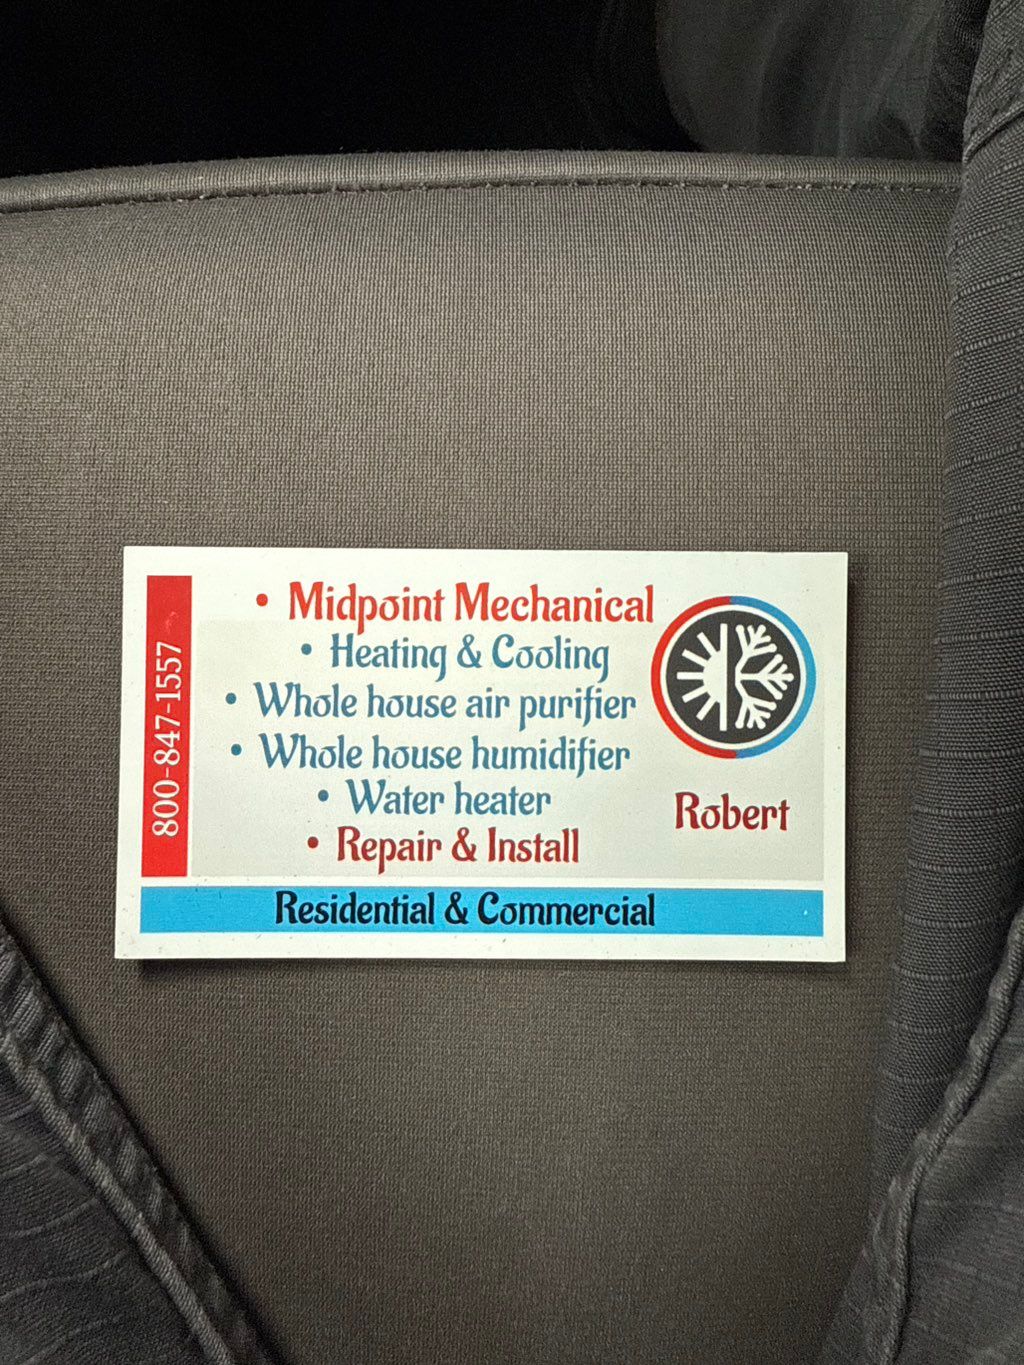 800-847-1557
• Midpoint Mechanical
• Heating & Cooling
• Whole house air purifier
• Whole house humidifier
• Water heater
• Repair & Install
Robert
Residential & Commercial